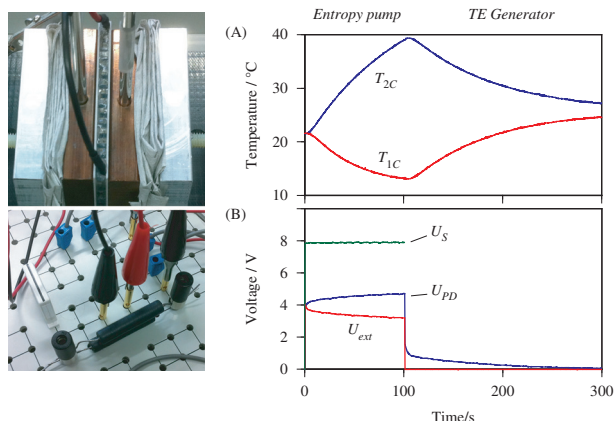 Entropy pump TE Generator
(A)
40
30
20
10
Temperature / °C
T2C
T1C
(B)
10
8
6
4
2
0
Voltage / V
US
UPD
Uext
0 100 200 300
Time/s